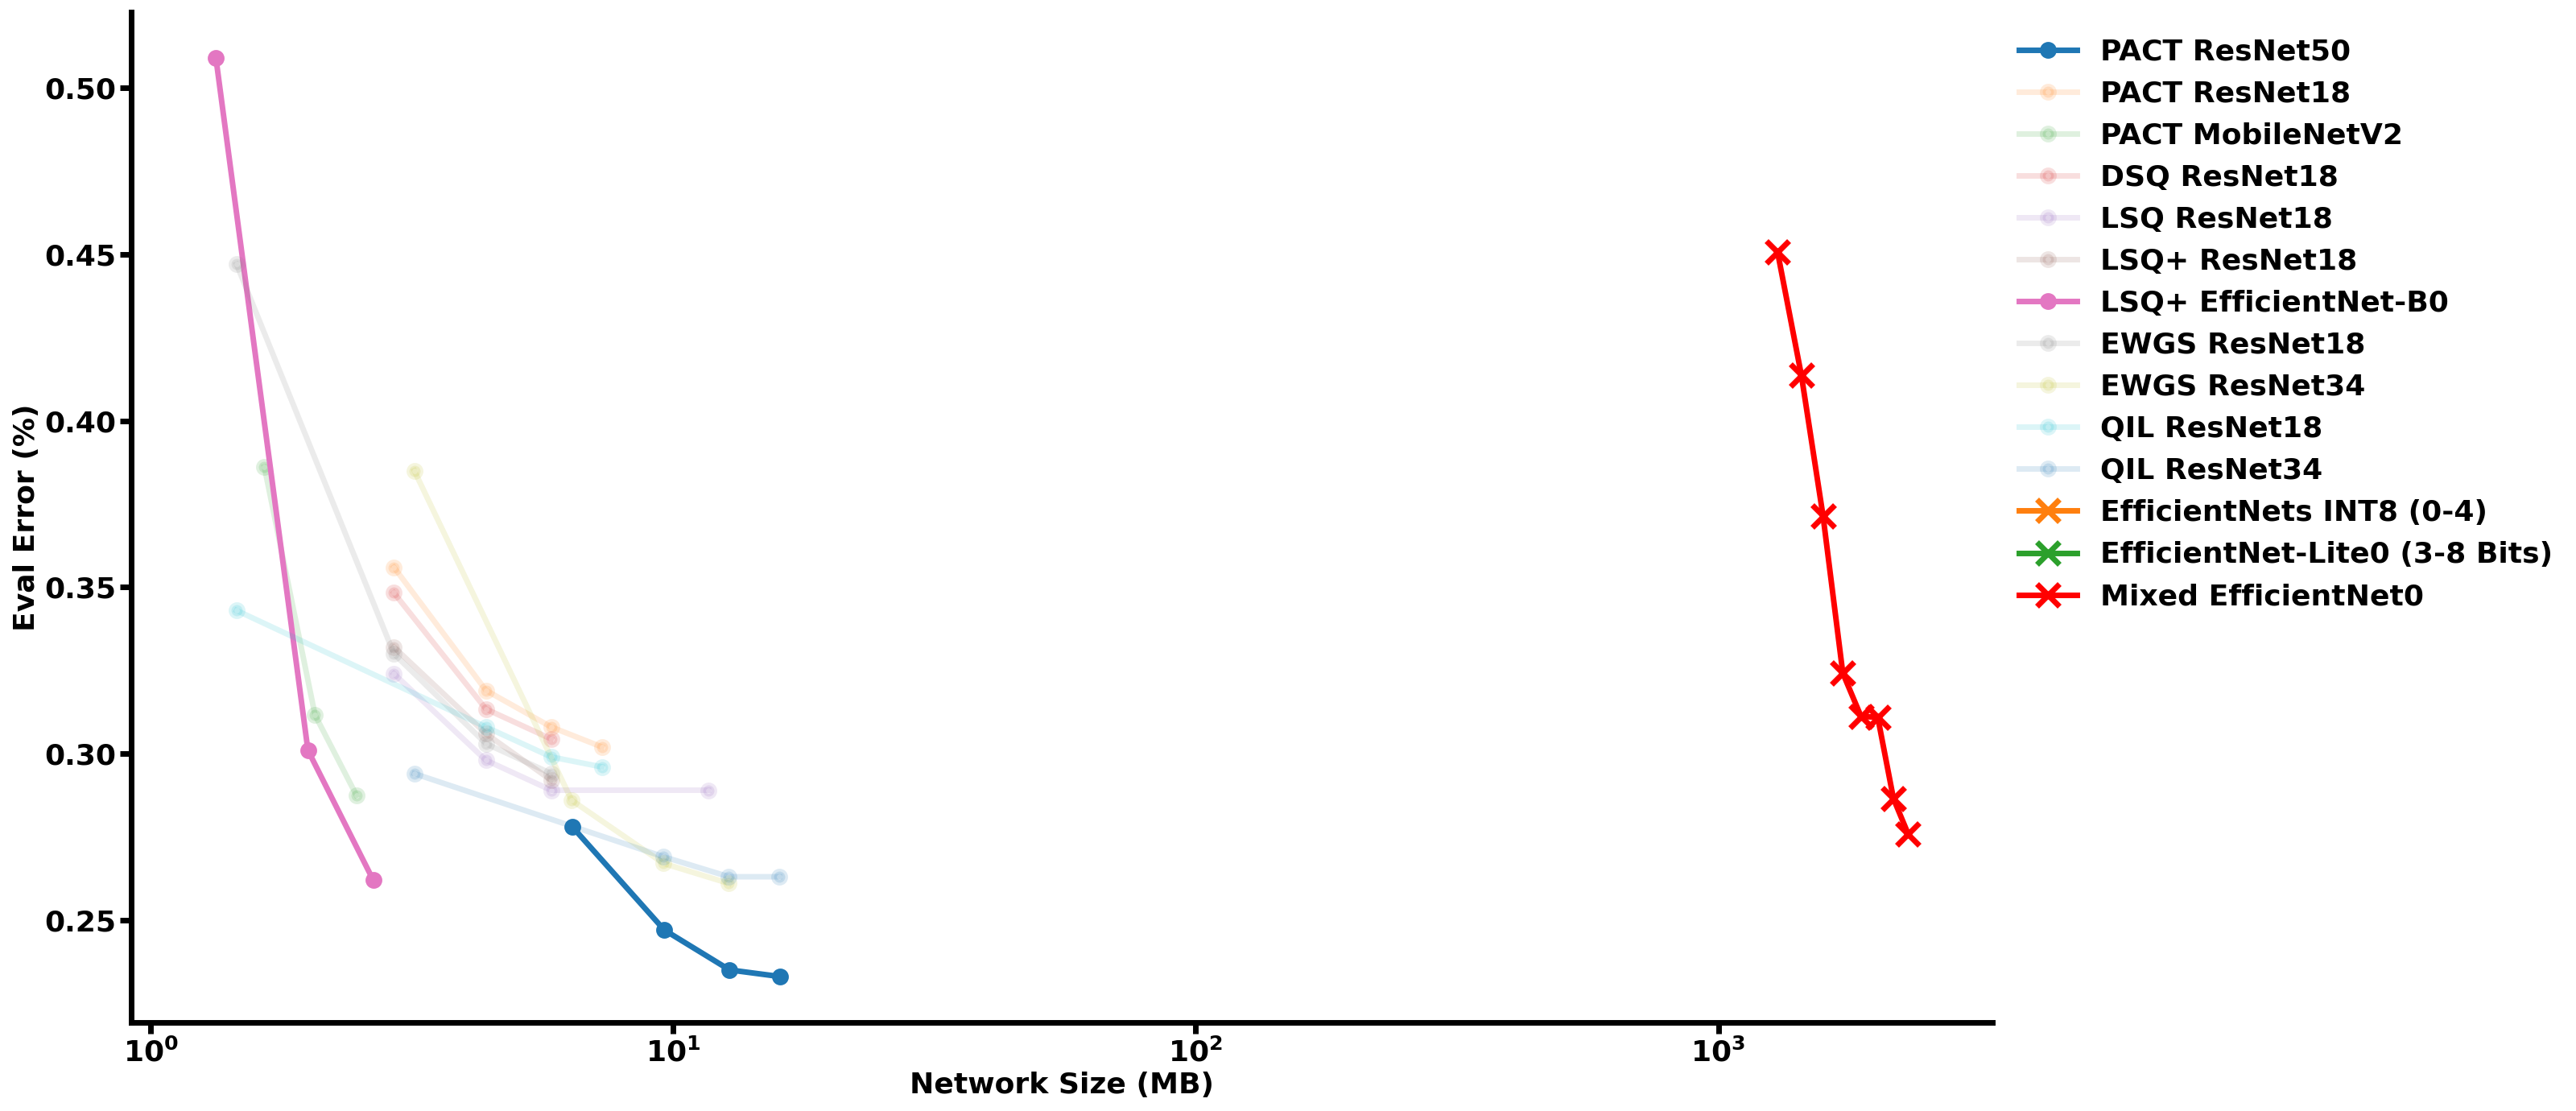 0.50
0.45
0.40
0.35
0.30
0.25
Eval Error (%)
10⁰
10¹
10²
10³
Network Size (MB)
PACT ResNet50
PACT ResNet18
PACT MobileNetV2
DSQ ResNet18
LSQ ResNet18
LSQ+ ResNet18
LSQ+ EfficientNet-B0
EWGS ResNet18
EWGS ResNet34
QIL ResNet18
QIL ResNet34
EfficientNets INT8 (0-4)
EfficientNet-Lite0 (3-8 Bits)
Mixed EfficientNet0